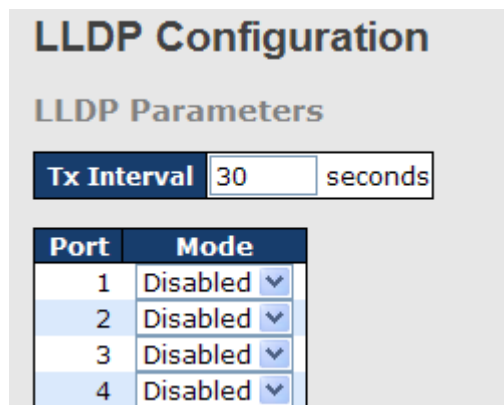 LLDP Configuration
LLDP Parameters
Tx Interval 30 seconds
Port Mode
1 Disabled
2 Disabled
3 Disabled
4 Disabled